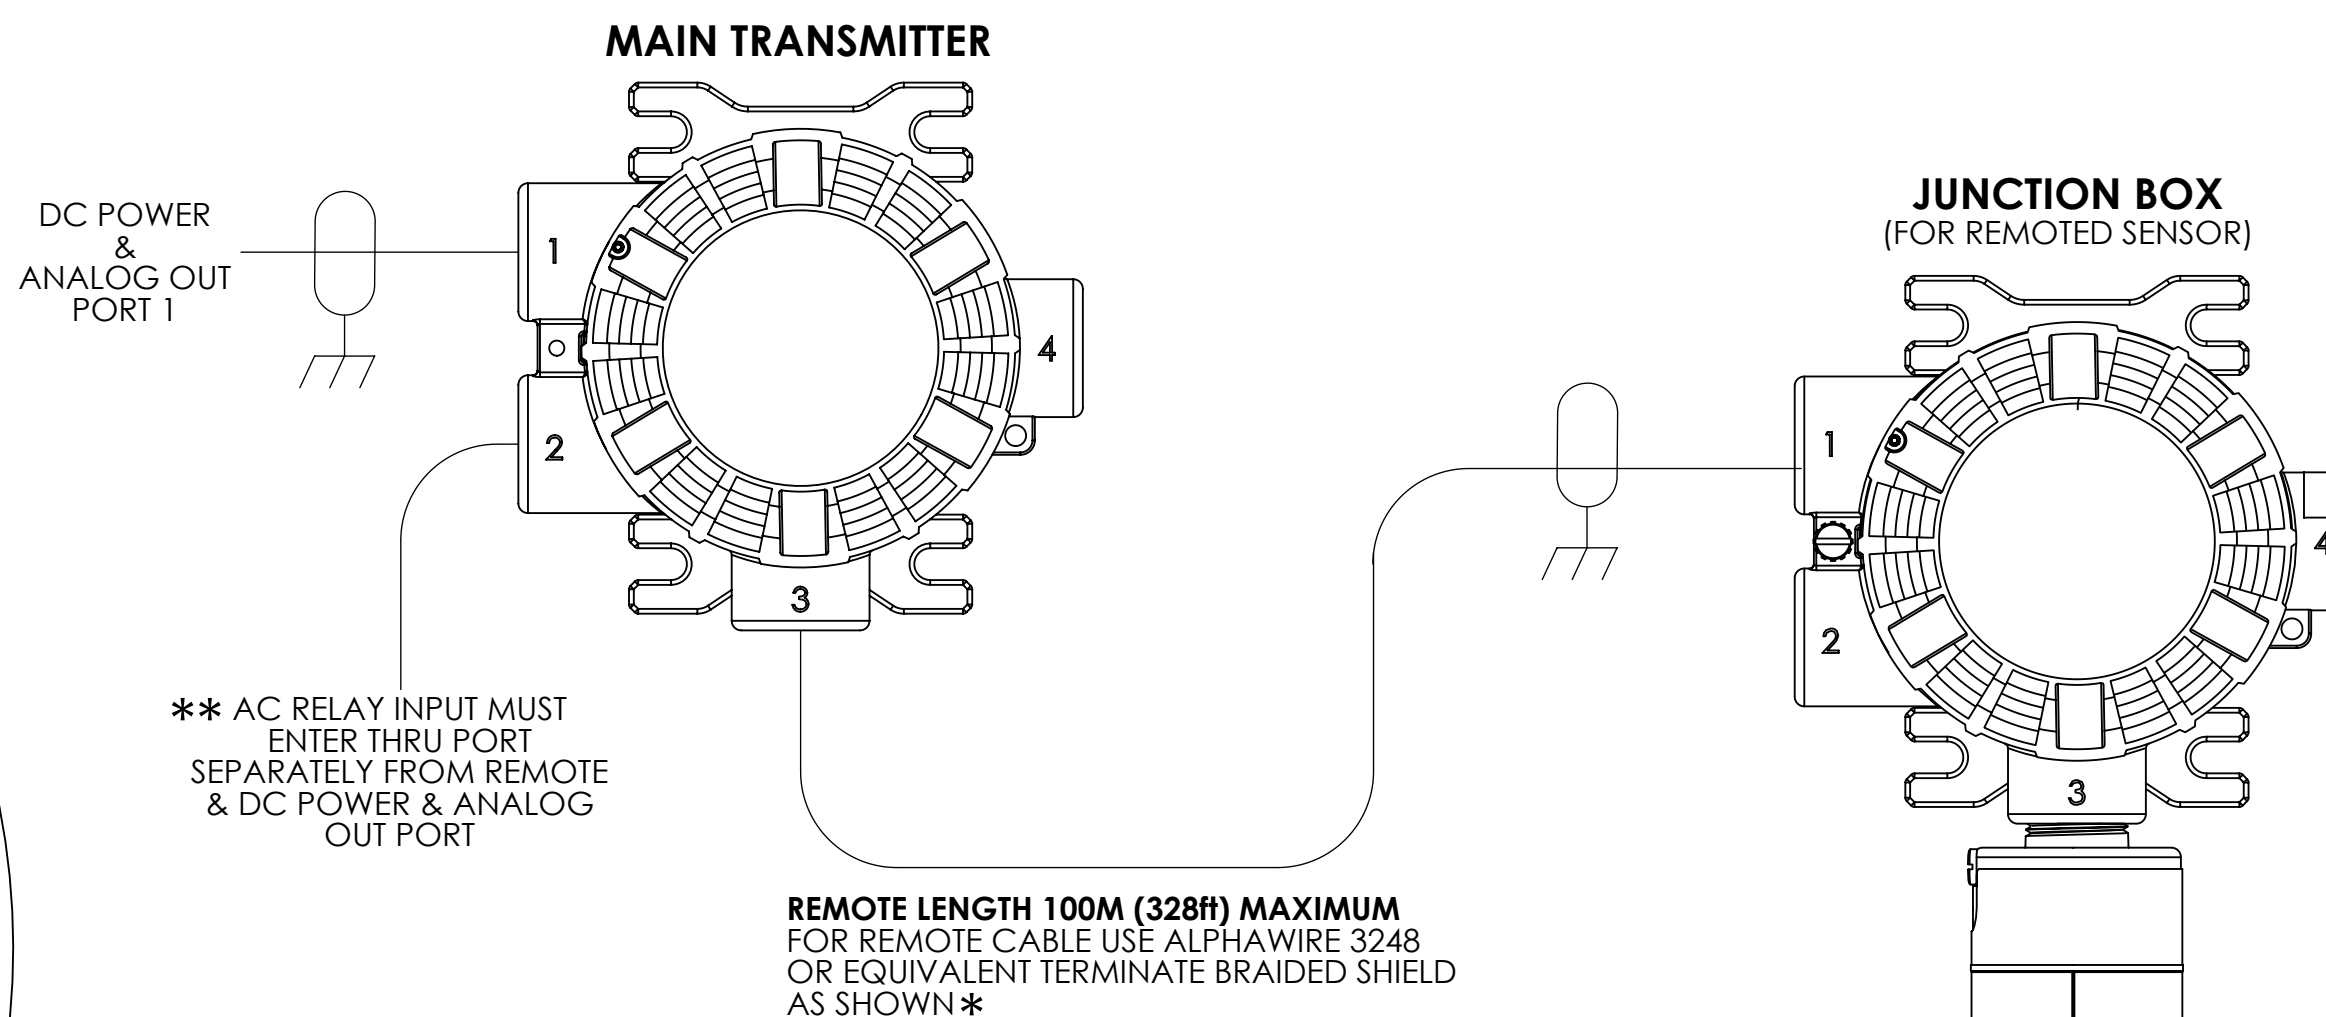 MAIN TRANSMITTER
DC POWER
&
ANALOG OUT
PORT 1
1
2
3
4
** AC RELAY INPUT MUST
ENTER THRU PORT
SEPARATELY FROM REMOTE
& DC POWER & ANALOG
OUT PORT
JUNCTION BOX
(FOR REMOTED SENSOR)
1
2
3
4
REMOTE LENGTH 100M (328ft) MAXIMUM
FOR REMOTE CABLE USE ALPHAWIRE 3248
OR EQUIVALENT TERMINATE BRAIDED SHIELD
AS SHOWN*